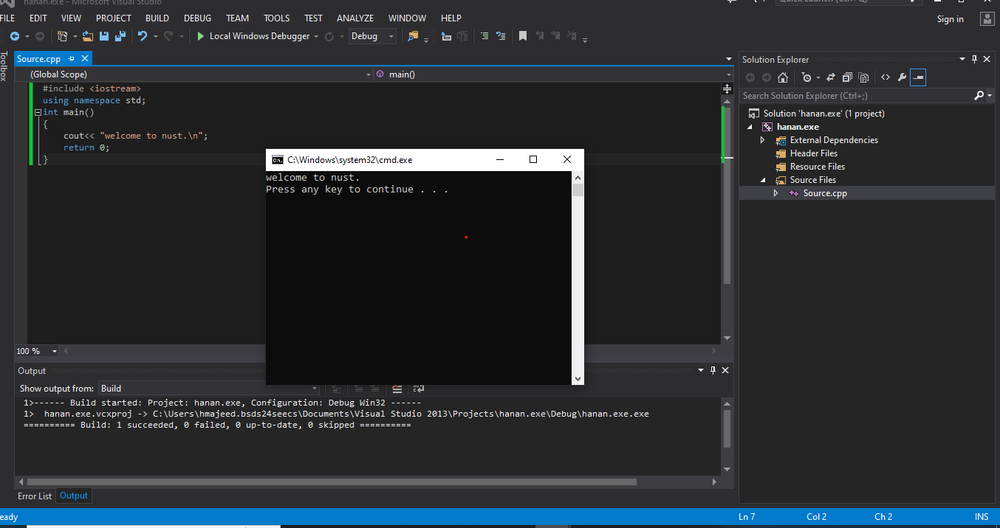 hanan.exe - Microsoft Visual Studio
Quick Launch (Ctrl+Q)
FILE EDIT VIEW PROJECT BUILD DEBUG TEAM TOOLS TEST ANALYZE WINDOW HELP
Sign in
Local Windows Debugger Debug
Toolbox
Source.cpp
(Global Scope) main()
#include <iostream>
using namespace std;
int main()
{
cout<< "welcome to nust.\n";
return 0;
}
C:\Windows\system32\cmd.exe
welcome to nust.
Press any key to continue . . .
100 %
Output
Show output from: Build
1>------ Build started: Project: hanan.exe, Configuration: Debug Win32 ------
1> hanan.exe.vcxproj -> C:\Users\hmajeed.bsds24seecs\Documents\Visual Studio 2013\Projects\hanan.exe\Debug\hanan.exe.exe
========== Build: 1 succeeded, 0 failed, 0 up-to-date, 0 skipped ==========
Error List Output
Solution Explorer
Search Solution Explorer (Ctrl+;)
Solution 'hanan.exe' (1 project)
hanan.exe
External Dependencies
Header Files
Resource Files
Source Files
Source.cpp
eady
Ln 7 Col 2 Ch 2 INS